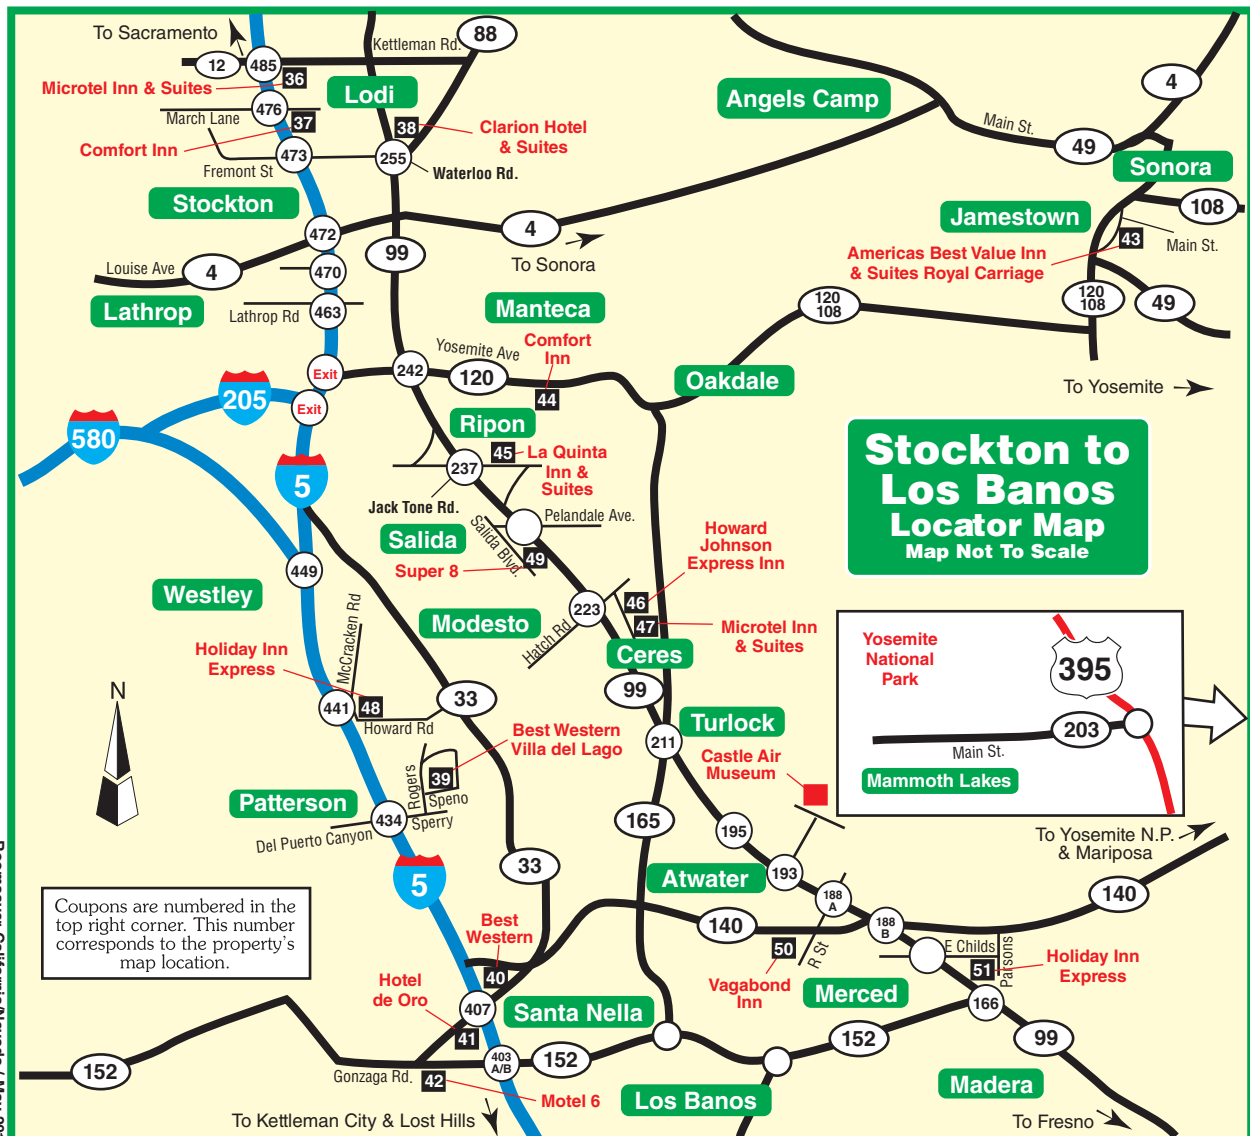 To Sacramento
Kettleman Rd.
88
12
485
36
Microtel Inn & Suites
Lodi
476
March Lane
37
38
Clarion Hotel
& Suites
Comfort Inn
473
Fremont St
255
Waterloo Rd.
Stockton
472
4
To Sonora
99
Louise Ave
4
470
Lathrop
Lathrop Rd
463
Angels Camp
Main St.
49
4
Sonora
108
Jamestown
43
Main St.
Americas Best Value Inn
& Suites Royal Carriage
120
108
49
120
108
To Yosemite
Manteca
Comfort
Inn
Yosemite Ave
Exit
242
120
44
Oakdale
205
Exit
580
5
Ripon
45
La Quinta
Inn &
Suites
237
Jack Tone Rd.
Salida
Salida Blvd.
Pelandale Ave.
49
Super 8
Stockton to
Los Banos
Locator Map
Map Not To Scale
Howard
Johnson
Express Inn
449
Westley
Modesto
223
46
47
Microtel Inn
& Suites
Hatch Rd
Ceres
McCracken Rd
Holiday Inn
Express
441
48
Howard Rd
33
99
Turlock
211
Yosemite
National
Park
395
203
Main St.
Mammoth Lakes
N
Best Western
Villa del Lago
Rogers
39
Speno
Sperry
Patterson
434
Del Puerto Canyon
Castle Air
Museum
165
195
193
Atwater
188
A
188
B
To Yosemite N.P.
& Mariposa
140
5
33
Coupons are numbered in the
top right corner. This number
corresponds to the property's
map location.
Best
Western
40
140
50
R St
Vagabond
Inn
Merced
E Childs
Parsons
51
Holiday Inn
Express
166
Hotel
de Oro
407
41
Santa Nella
403
A/B
152
152
99
152
Gonzaga Rd.
42
Motel 6
Los Banos
Madera
To Kettleman City & Lost Hills
To Fresno